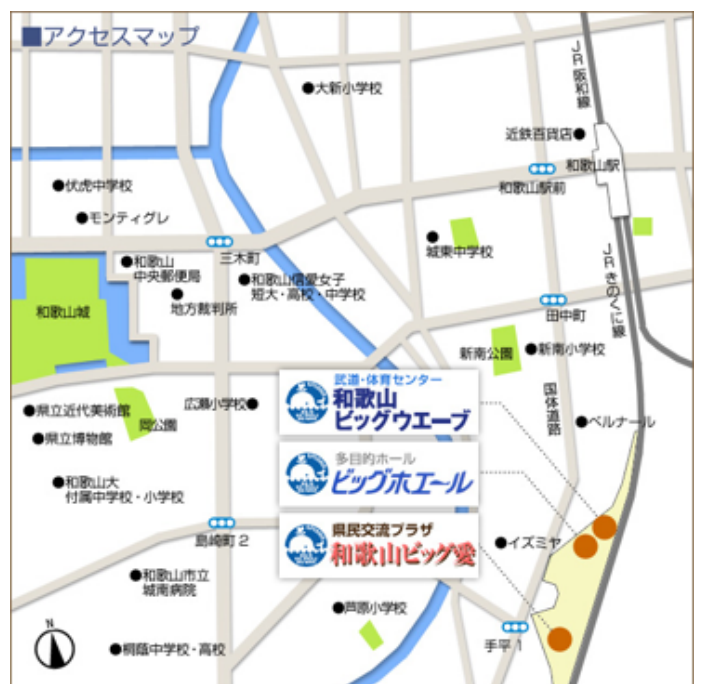 ■アクセスマップ
JR阪和線
●大新小学校
近鉄百貨店●
和歌山駅
和歌山駅前
●伏虎中学校
●モンティグレ
城東中学校
三木町
●和歌山
中央郵便局
●和歌山信愛女子
短大・高校・中学校
地方裁判所
JRきのくに線
和歌山城
田中町
新南公園
●新南小学校
武道・体育センター
和歌山
ビッグウエーブ
国体道路
広瀬小学校●
●県立近代美術館
岡公園
●ベルナール
●県立博物館
多目的ホール
ビッグホエール
●和歌山大
付属中学校・小学校
島崎町2
県民交流プラザ
和歌山ビッグ愛
●イズミヤ
●和歌山市立
城南病院
●芦原小学校
手平1
N
●桐蔭中学校・高校